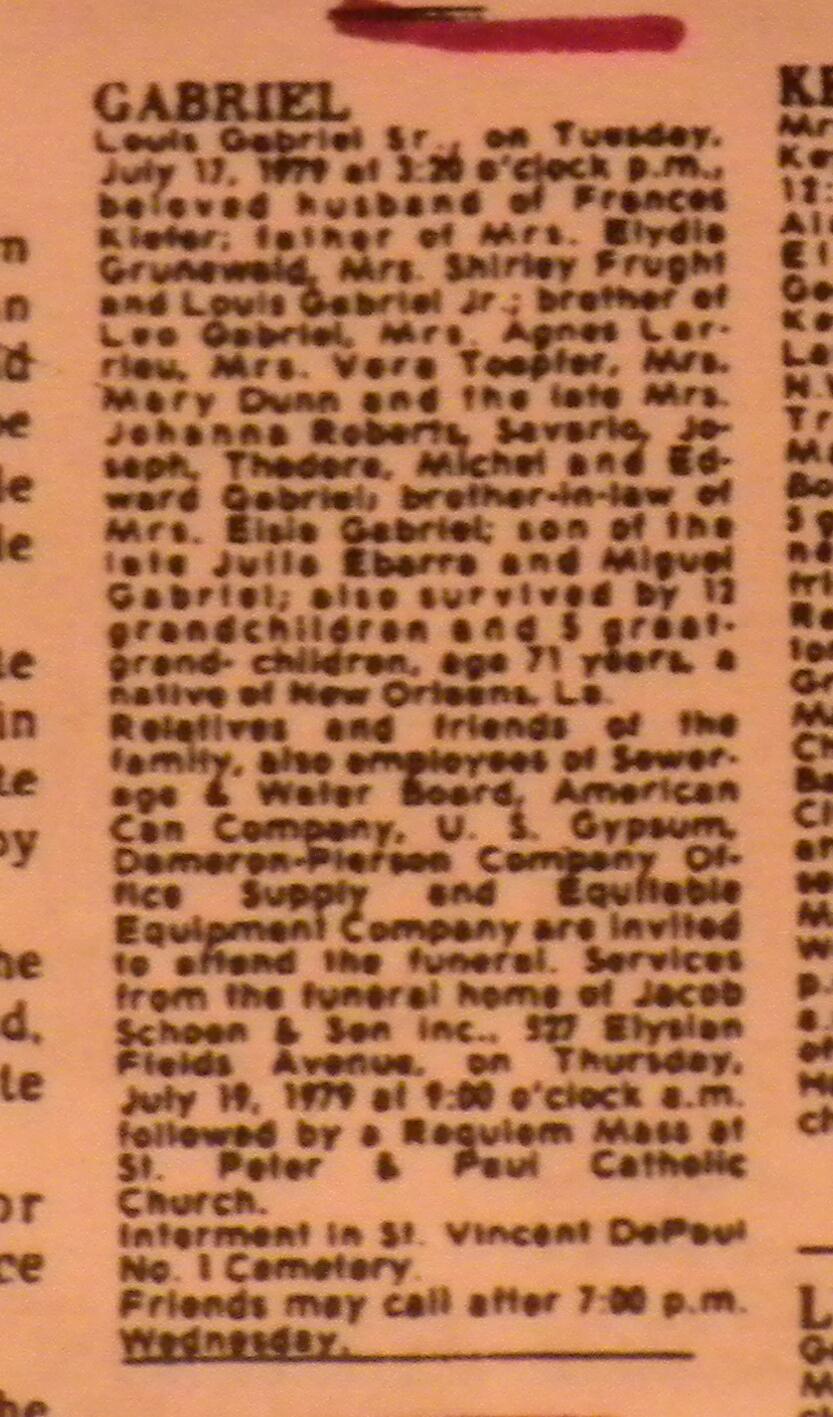 GABRIEL
Louis Gabriel Sr., on Tuesday,
July 17, 1979 at 3:20 o'clock p.m.,
beloved husband of Frances
Kiefer; father of Mrs. Elydia
Grunewald, Mrs. Shirley Frught
and Louis Gabriel Jr.; brother of
Leo Gabriel, Mrs. Agnes Lar-
rieu, Mrs. Vera Toepfer, Mrs.
Mary Dunn and the late Mrs.
Johanna Roberts, Saverio, Jo-
seph, Thedore, Michel and Ed-
ward Gabriel; brother-in-law of
Mrs. Elsie Gabriel; son of the
late Julia Ebarra and Miguel
Gabriel; also survived by 12
grandchildren and 5 great-
grand- children, age 71 years, a
native of New Orleans, La.
Relatives and friends of the
family, also employees of Sewer-
age & Water Board, American
Can Company, U. S. Gypsum,
Dameron-Pierson Company Of-
fice Supply and Equitable
Equipment Company are invited
to attend the funeral. Services
from the funeral home of Jacob
Schoen & Son Inc., 527 Elysian
Fields Avenue, on Thursday,
July 19, 1979 at 9:00 o'clock a.m.
followed by a Requiem Mass at
St. Peter & Paul Catholic
Church.
Interment in St. Vincent DePaul
No. 1 Cemetery.
Friends may call after 7:00 p.m.
Wednesday.